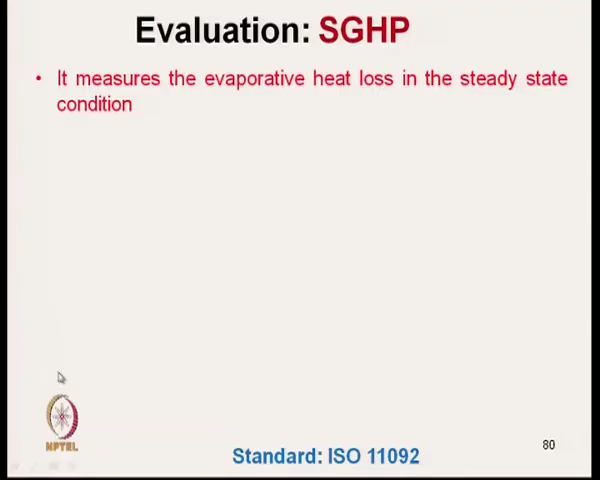 Evaluation: SGHP
• It measures the evaporative heat loss in the steady state
condition
NPTEL
80
Standard: ISO 11092